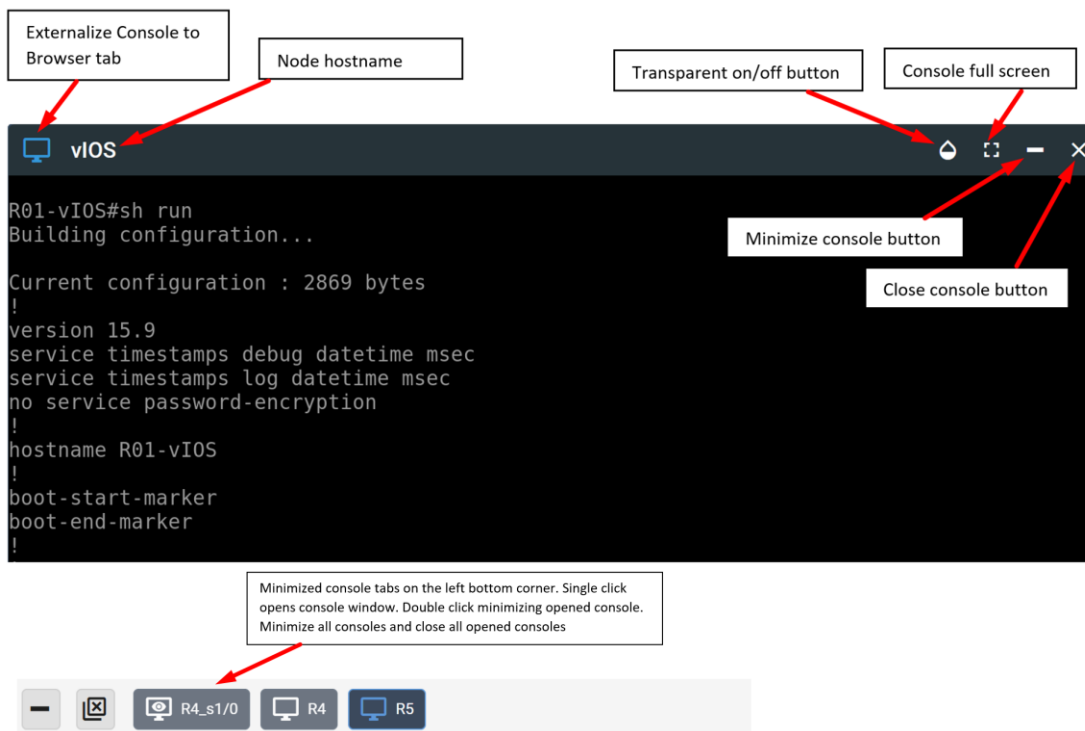 Externalize Console to
Browser tab
Node hostname
Transparent on/off button
Console full screen
vIOS
R01-vIOS#sh run
Building configuration...
Minimize console button
Current configuration : 2869 bytes
Close console button
!
version 15.9
service timestamps debug datetime msec
service timestamps log datetime msec
no service password-encryption
!
hostname R01-vIOS
!
boot-start-marker
boot-end-marker
!
Minimized console tabs on the left bottom corner. Single click
opens console window. Double click minimizing opened console.
Minimize all consoles and close all opened consoles
R4_s1/0
R4
R5